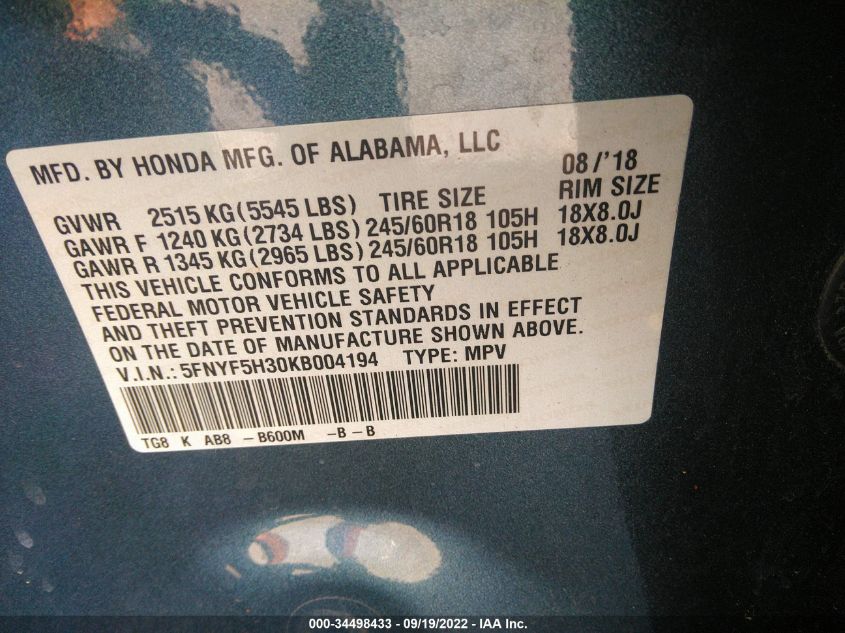 MFD. BY HONDA MFG. OF ALABAMA, LLC 08/'18
GVWR 2515 KG(5545 LBS) TIRE SIZE RIM SIZE
GAWR F 1240 KG(2734 LBS) 245/60R18 105H 18X8.0J
GAWR R 1345 KG(2965 LBS) 245/60R18 105H 18X8.0J
THIS VEHICLE CONFORMS TO ALL APPLICABLE
FEDERAL MOTOR VEHICLE SAFETY
AND THEFT PREVENTION STANDARDS IN EFFECT
ON THE DATE OF MANUFACTURE SHOWN ABOVE.
V.I.N.: 5FNYF5H30KB004194 TYPE: MPV
TG8 K AB8 -B600M -B-B
000-34498433 - 09/19/2022 - IAA Inc.